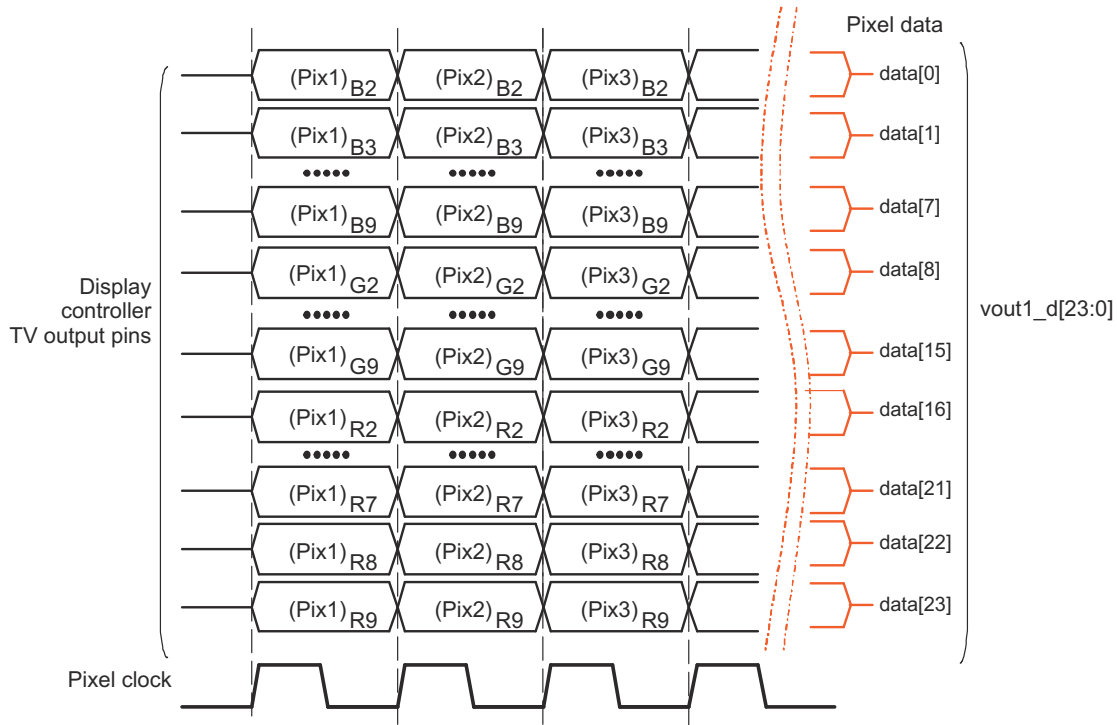 Pixel data
(Pix1)B2 (Pix2)B2 (Pix3)B2 data[0]
(Pix1)B3 (Pix2)B3 (Pix3)B3 data[1]
••••• ••••• •••••
(Pix1)B9 (Pix2)B9 (Pix3)B9 data[7]
(Pix1)G2 (Pix2)G2 (Pix3)G2 data[8]
Display
controller
TV output pins
vout1_d[23:0]
••••• ••••• •••••
(Pix1)G9 (Pix2)G9 (Pix3)G9 data[15]
(Pix1)R2 (Pix2)R2 (Pix3)R2 data[16]
••••• ••••• •••••
(Pix1)R7 (Pix2)R7 (Pix3)R7 data[21]
(Pix1)R8 (Pix2)R8 (Pix3)R8 data[22]
(Pix1)R9 (Pix2)R9 (Pix3)R9 data[23]
Pixel clock